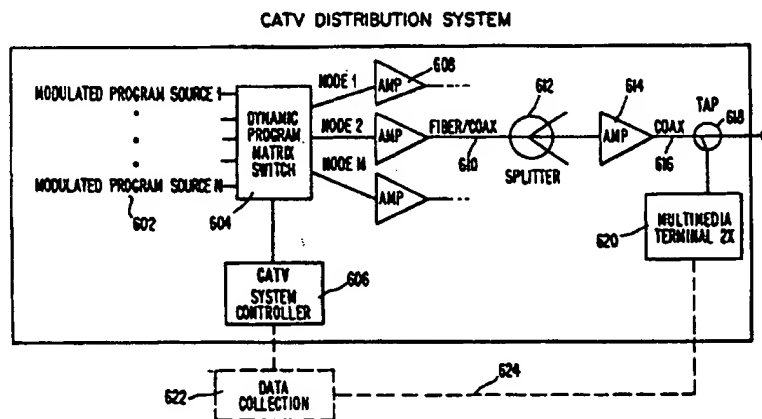 CATV DISTRIBUTION SYSTEM
MODULATED PROGRAM SOURCE 1
MODULATED PROGRAM SOURCE N
602
DYNAMIC
PROGRAM
MATRIX
SWITCH
604
NODE 1
NODE 2
NODE M
AMP
608
AMP
AMP
FIBER/COAX
610
612
SPLITTER
614
AMP
COAX
616
TAP
618
620
MULTIMEDIA
TERMINAL 2X
CATV
SYSTEM
CONTROLLER
606
622
DATA
COLLECTION
624